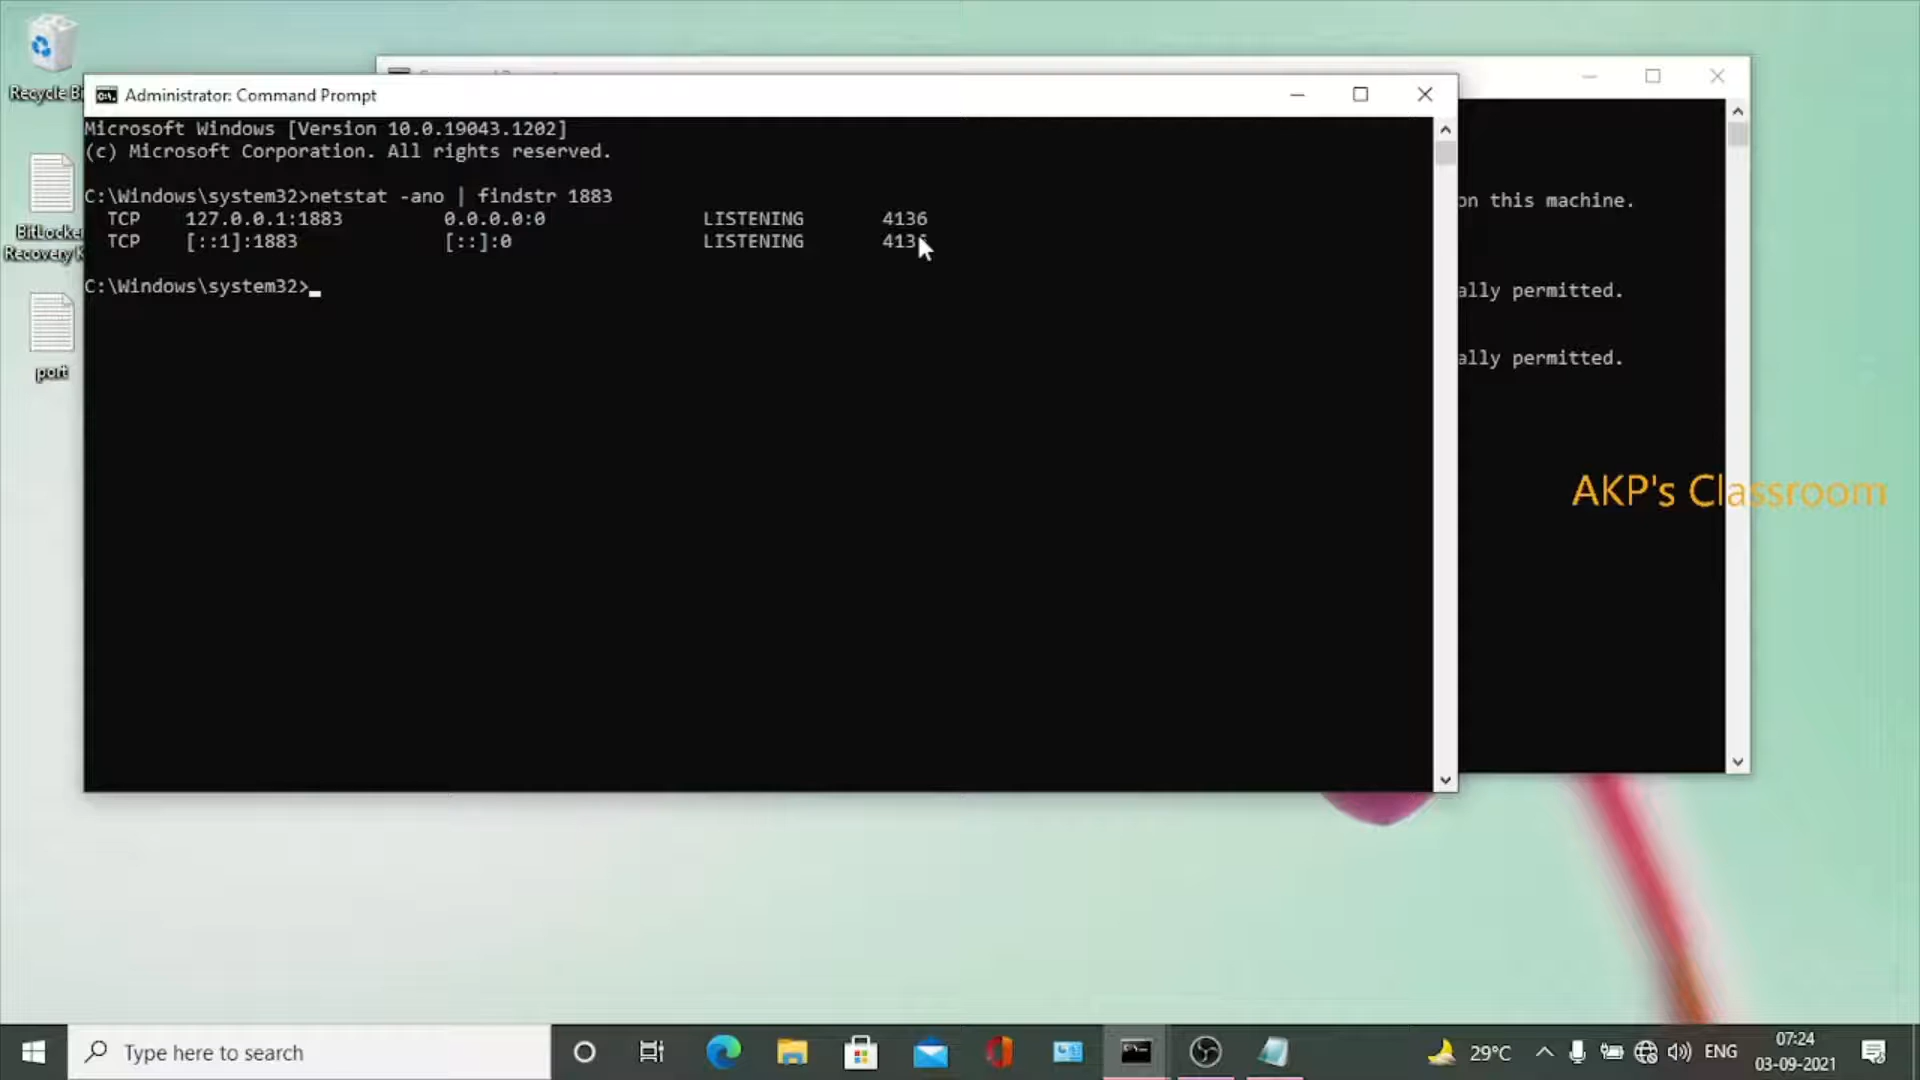 Recycle Bi
Administrator: Command Prompt
Microsoft Windows [Version 10.0.19043.1202]
(c) Microsoft Corporation. All rights reserved.
C:\Windows\system32>netstat -ano | findstr 1883
TCP 127.0.0.1:1883 0.0.0.0:0 LISTENING 4136
TCP [::1]:1883 [::]:0 LISTENING 4136
C:\Windows\system32>
on this machine.
ally permitted.
ally permitted.
BitLocke
Recovery K
port
AKP's Classroom
Type here to search
29°C
ENG
07:24
03-09-2021